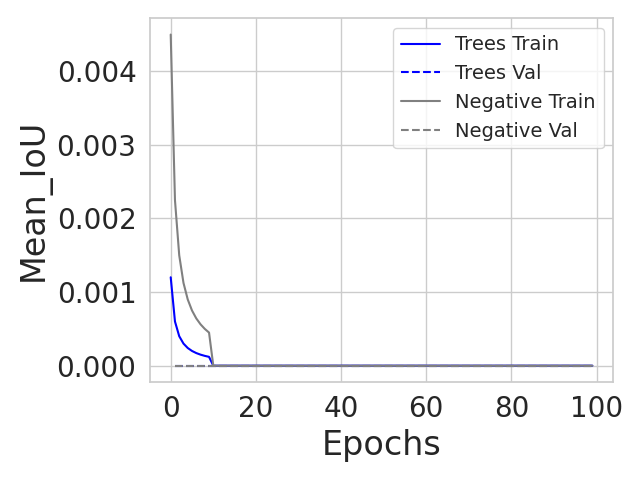 Mean_IoU
0.004
0.003
0.002
0.001
0.000
Trees Train
Trees Val
Negative Train
Negative Val
0 20 40 60 80 100
Epochs